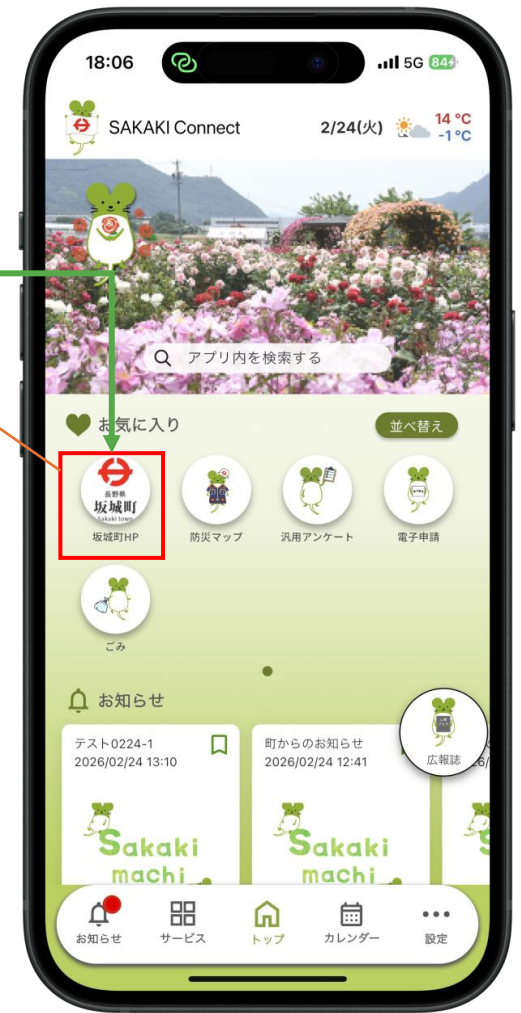 18:06
5G 84
SAKAKI Connect
2/24(火)
14 °C
-1 °C
アプリ内を検索する
お気に入り
並べ替え
長野県
坂城町
Sakaki town
坂城町HP
防災マップ
汎用アンケート
電子申請
ごみ
お知らせ
広報誌
テスト0224-1
2026/02/24 13:10
町からのお知らせ
2026/02/24 12:41
Sakaki
machi
Sakaki
machi
お知らせ
サービス
トップ
カレンダー
設定